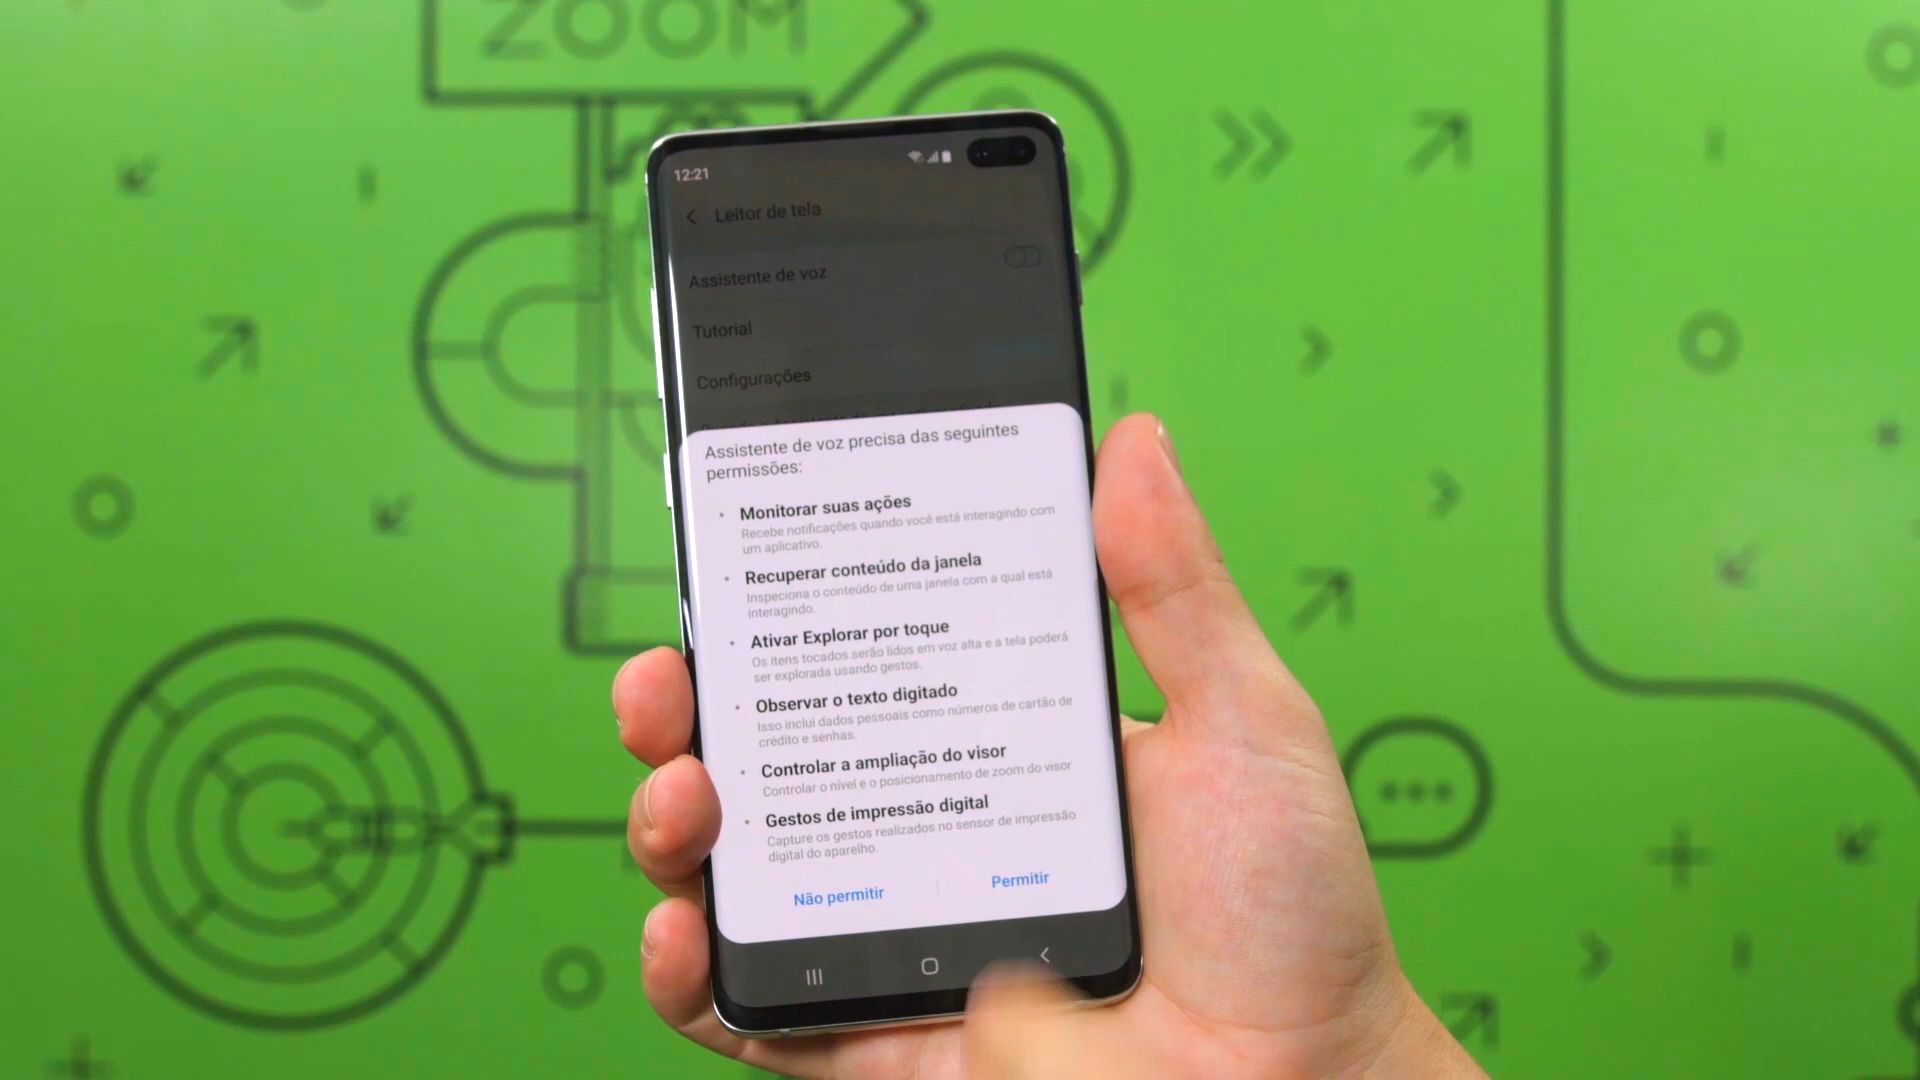 ZOOM
12:21
Leitor de tela
Assistente de voz
Tutorial
Configurações
Assistente de voz precisa das seguintes
permissões:
Monitorar suas ações
Recebe notificações quando você está interagindo com
um aplicativo.
Recuperar conteúdo da janela
Inspeciona o conteúdo de uma janela com a qual está
interagindo.
Ativar Explorar por toque
Os itens tocados serão lidos em voz alta e a tela poderá
ser explorada usando gestos.
Observar o texto digitado
Isso inclui dados pessoais como números de cartão de
crédito e senhas.
Controlar a ampliação do visor
Controlar o nível e o posicionamento de zoom do visor
Gestos de impressão digital
Capture os gestos realizados no sensor de impressão
digital do aparelho.
Não permitir
Permitir